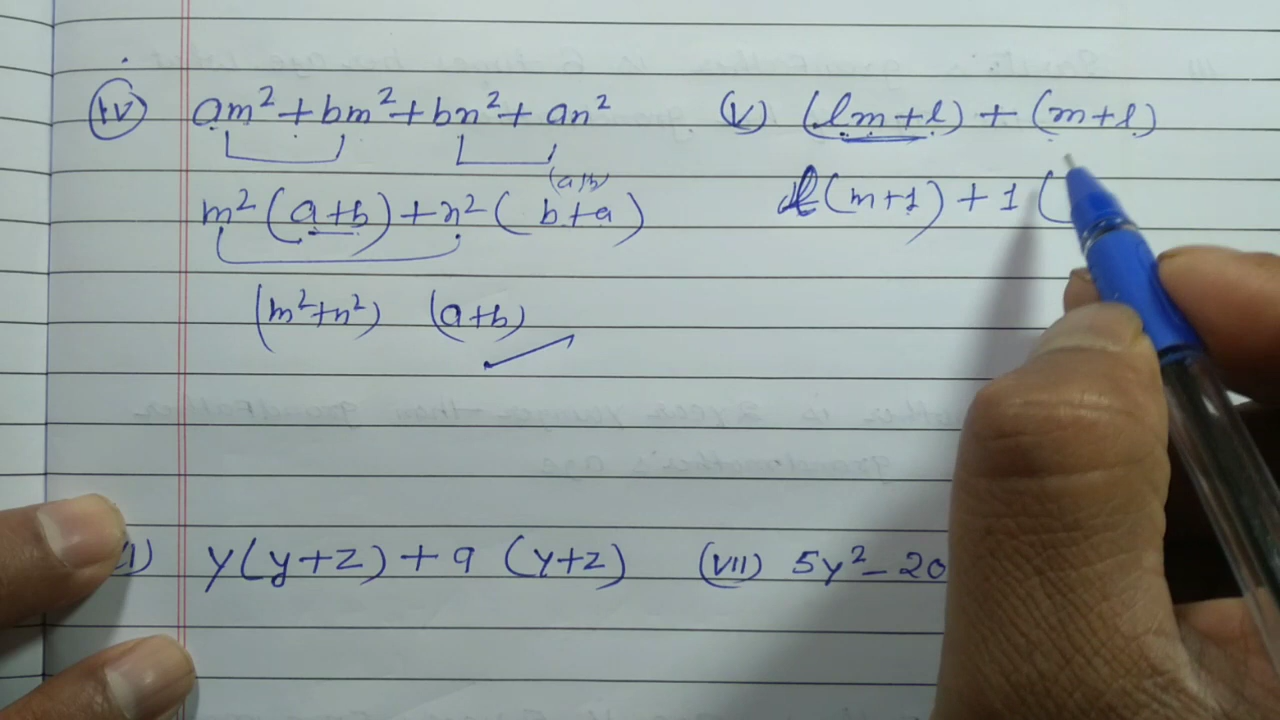 (iv) am² + bm² + bn² + an²
(v) (lm+l) + (m+l)
(a+b)
m² (a+b) + n² ( b+a )
l (m+1) + 1 (
(m²+n²) (a+b)
y(y+z) + 9 (y+z)
(VII) 5y² - 20